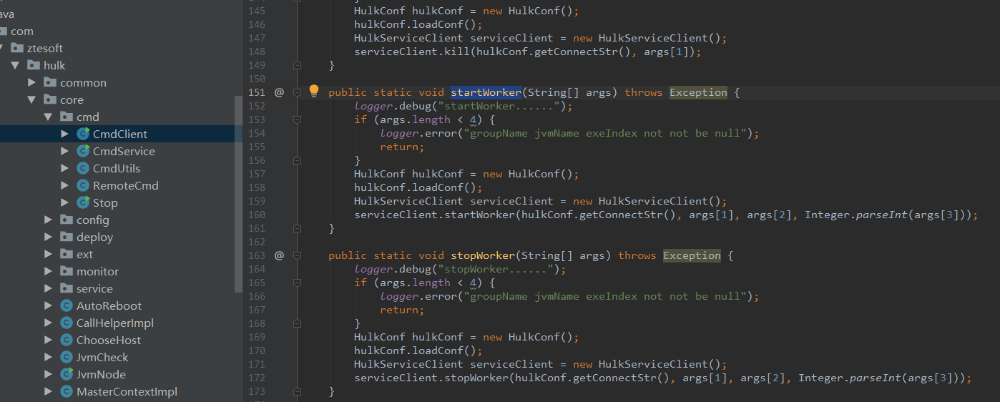 ava
com
ztesoft
hulk
common
core
cmd
CmdClient
CmdService
CmdUtils
RemoteCmd
Stop
config
deploy
ext
monitor
service
AutoReboot
CallHelperImpl
ChooseHost
JvmCheck
JvmNode
MasterContextImpl
145 HulkConf hulkConf = new HulkConf();
146 hulkConf.loadConf();
147 HulkServiceClient serviceClient = new HulkServiceClient();
148 serviceClient.kill(hulkConf.getConnectStr(), args[1]);
149 }
150
151 @ public static void startWorker(String[] args) throws Exception {
152 logger.debug("startWorker......");
153 if (args.length < 4) {
154 logger.error("groupName jvmName exeIndex not not be null");
155 return;
156 }
157 HulkConf hulkConf = new HulkConf();
158 hulkConf.loadConf();
159 HulkServiceClient serviceClient = new HulkServiceClient();
160 serviceClient.startWorker(hulkConf.getConnectStr(), args[1], args[2], Integer.parseInt(args[3]));
161 }
162
163 @ public static void stopWorker(String[] args) throws Exception {
164 logger.debug("stopWorker......");
165 if (args.length < 4) {
166 logger.error("groupName jvmName exeIndex not not be null");
167 return;
168 }
169 HulkConf hulkConf = new HulkConf();
170 hulkConf.loadConf();
171 HulkServiceClient serviceClient = new HulkServiceClient();
172 serviceClient.stopWorker(hulkConf.getConnectStr(), args[1], args[2], Integer.parseInt(args[3]));
173 }